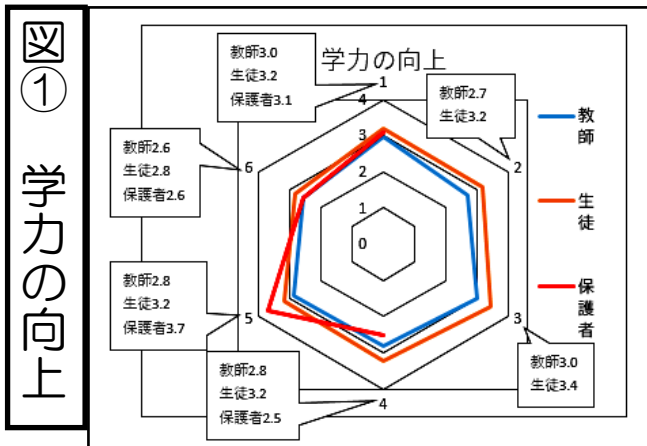 図① 学力の向上
学力の向上
教師3.0
生徒3.2
保護者3.1
教師2.7
生徒3.2
教師2.6
生徒2.8
保護者2.6
教師2.8
生徒3.2
保護者3.7
教師2.8
生徒3.2
保護者2.5
教師3.0
生徒3.4
1
2
3
4
5
6
4
3
2
1
0
教師
生徒
保護者